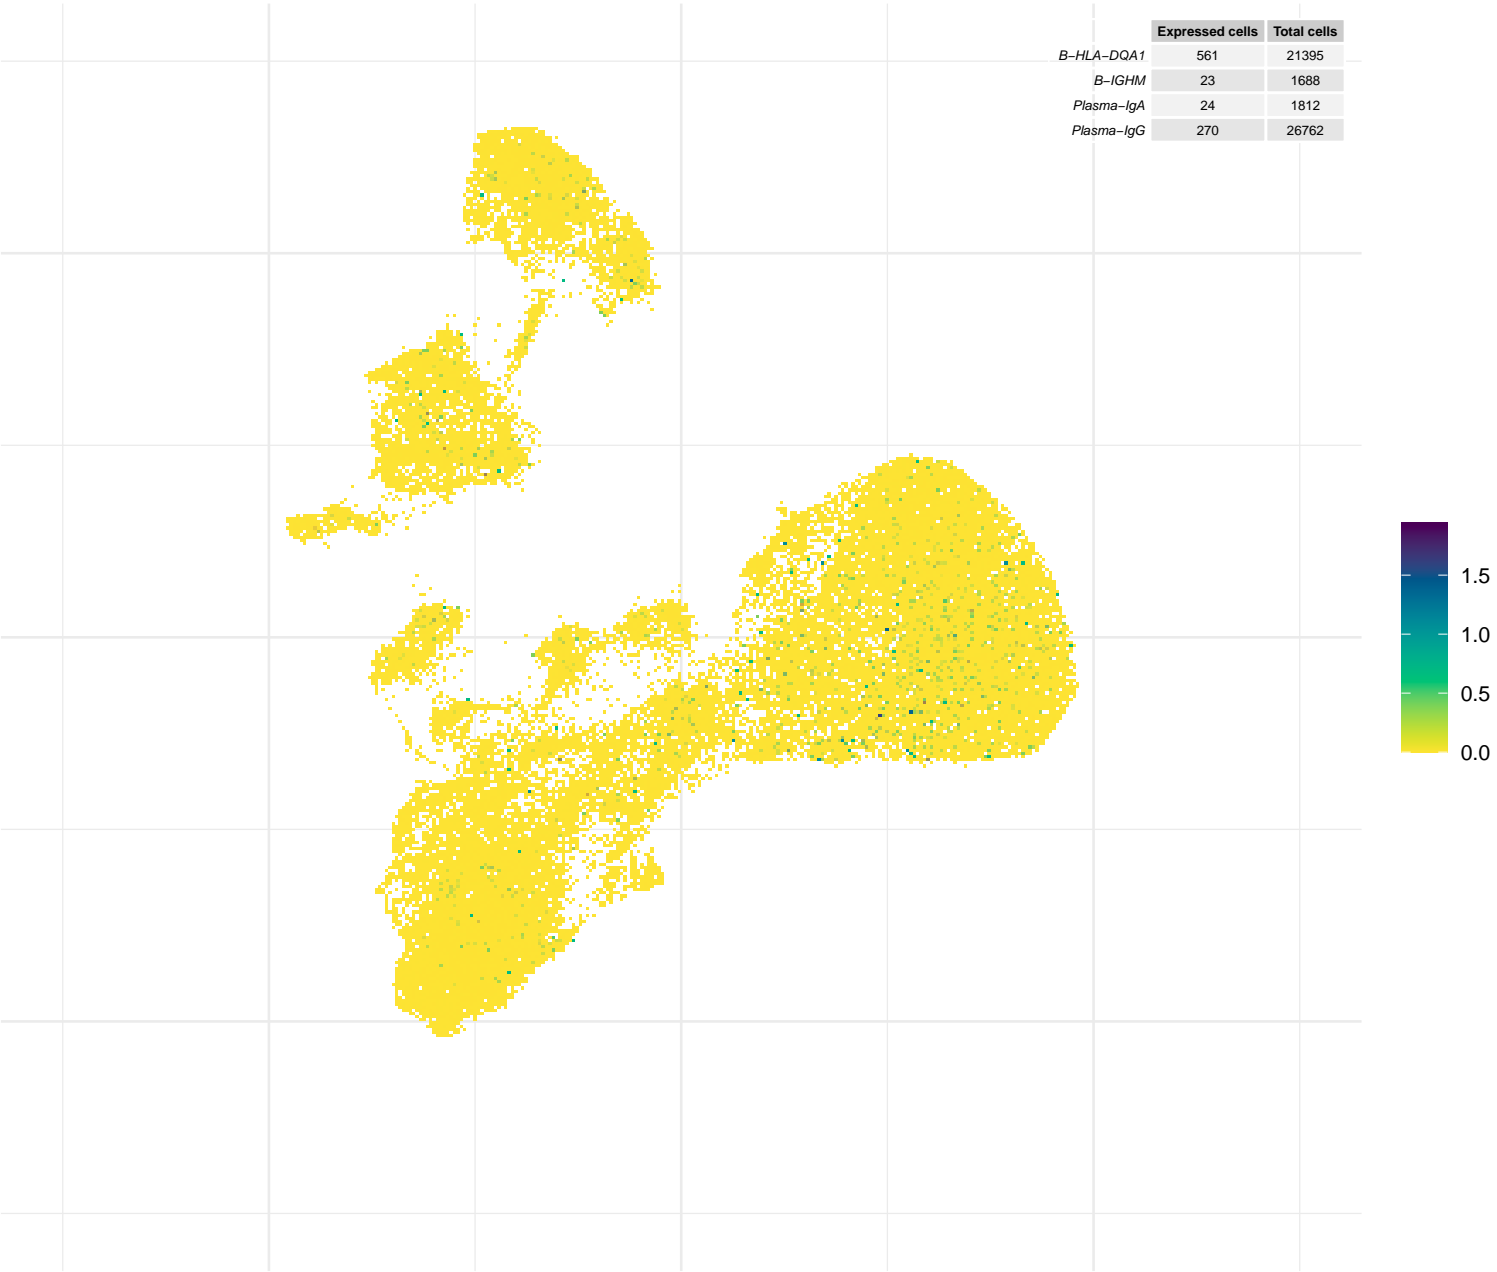 Expressed cells Total cells
B−HLA−DQA1 561 21395
B−IGHM 23 1688
Plasma−IgA 24 1812
Plasma−IgG 270 26762
1.5
1.0
0.5
0.0